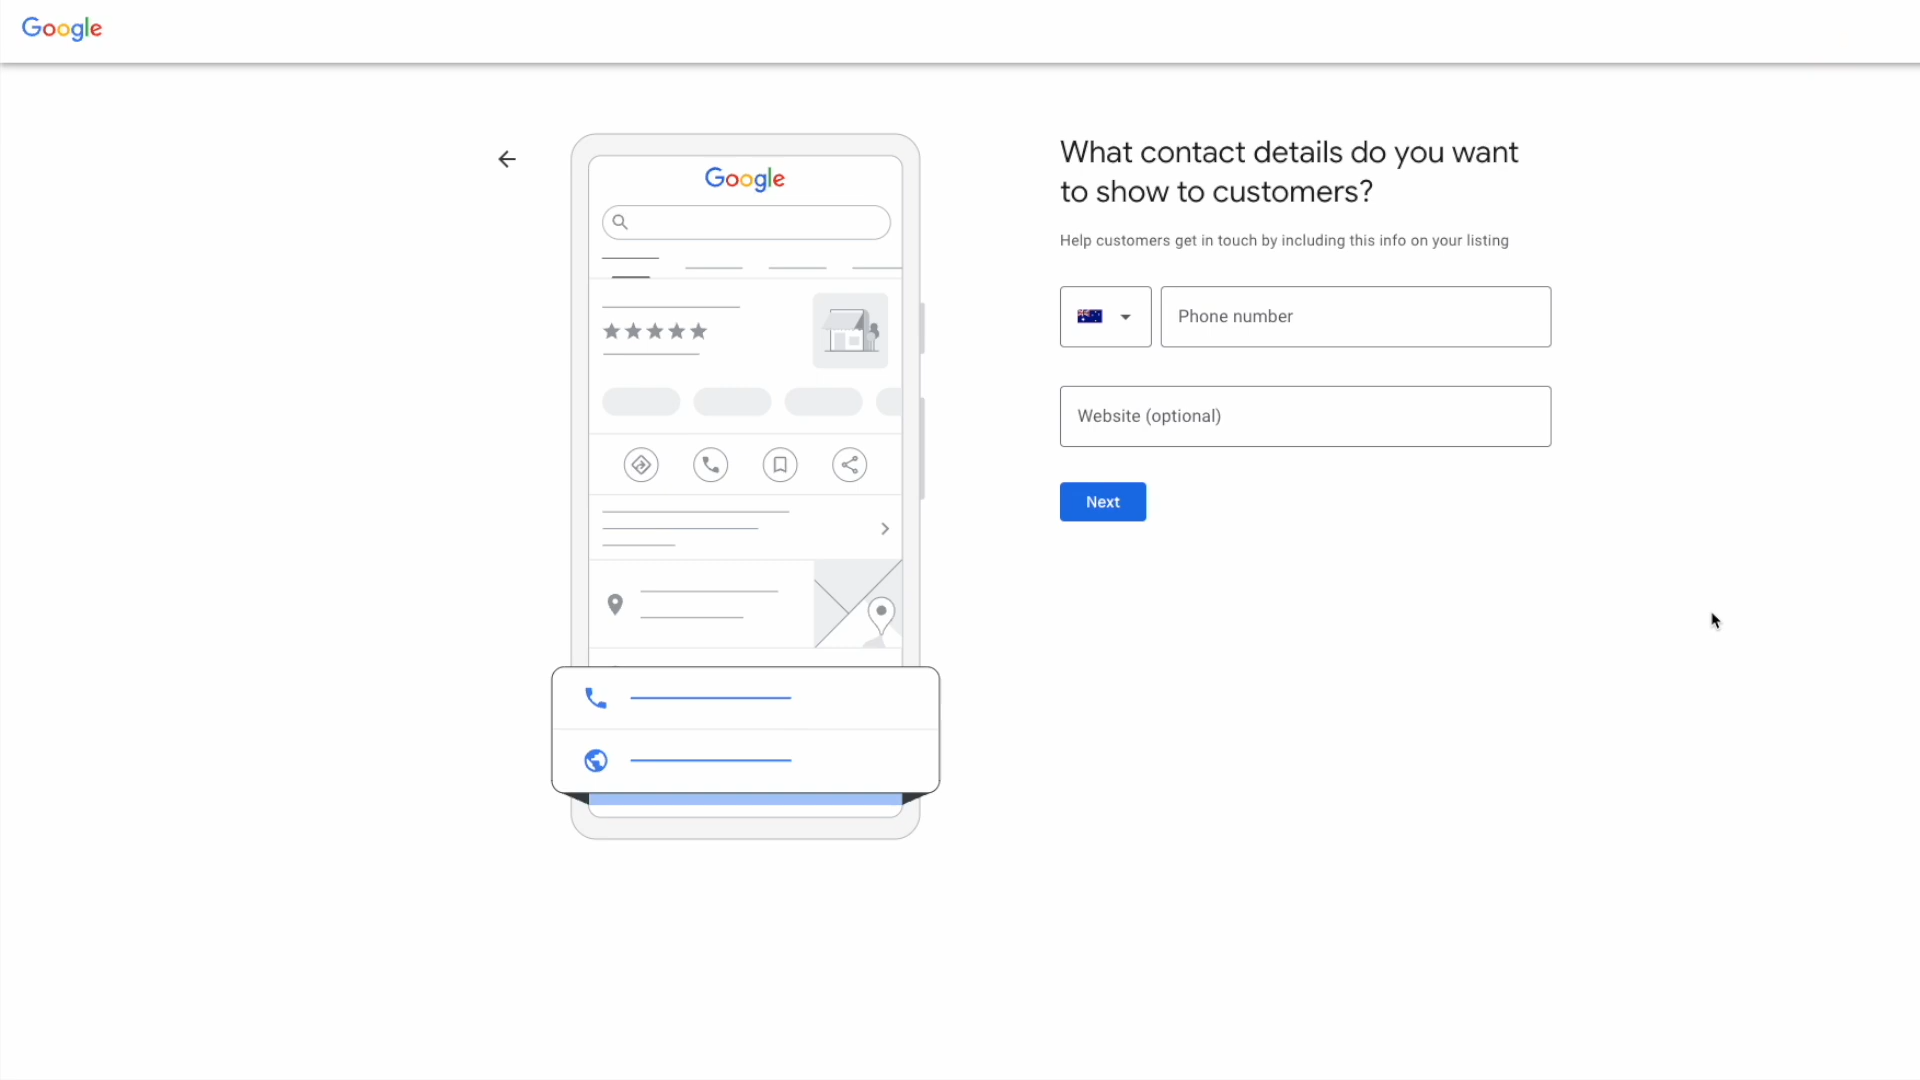 Google
Google
What contact details do you want
to show to customers?
Help customers get in touch by including this info on your listing
Phone number
Website (optional)
Next